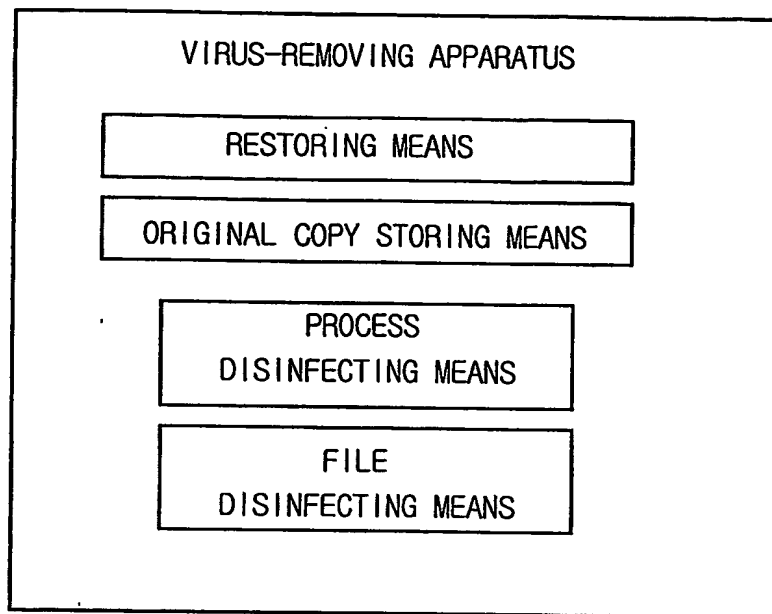 VIRUS-REMOVING APPARATUS
RESTORING MEANS
ORIGINAL COPY STORING MEANS
PROCESS
DISINFECTING MEANS
FILE
DISINFECTING MEANS